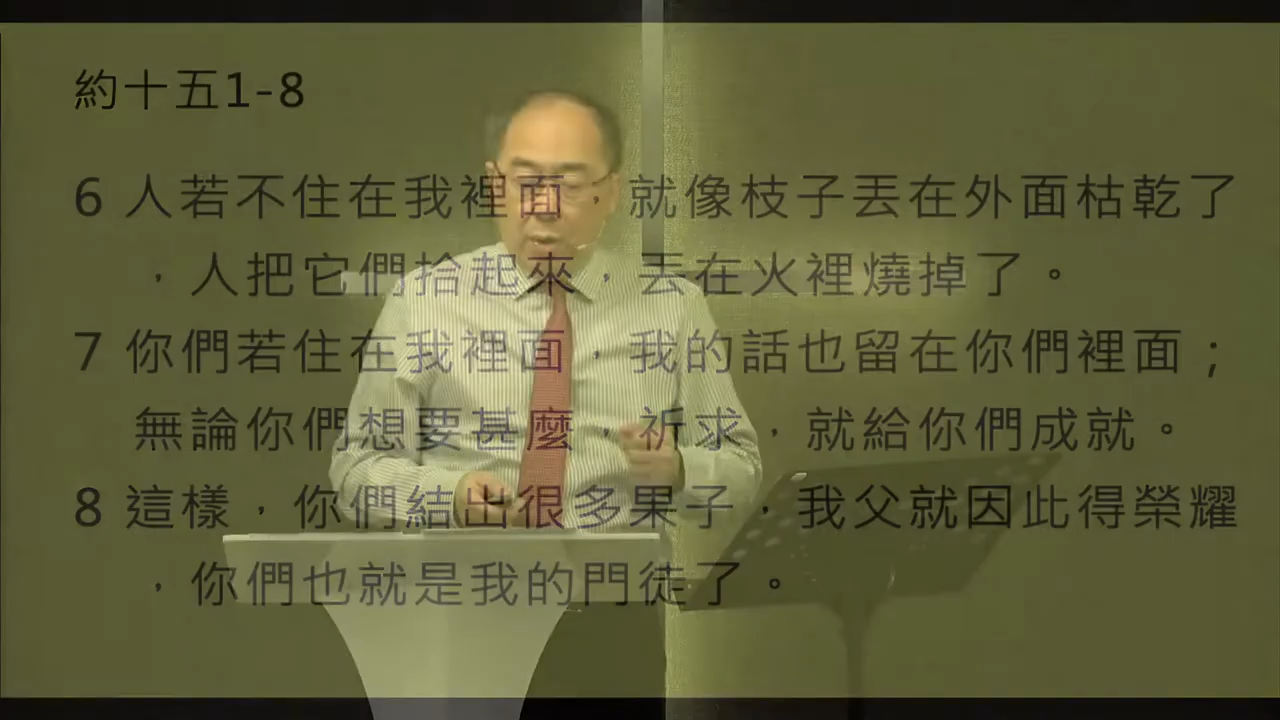 約十五1-8
6 人若不住在我裡面，就像枝子丟在外面枯乾了
，人把它們拾起來，丟在火裡燒掉了。
7 你們若住在我裡面，我的話也留在你們裡面；
無論你們想要甚麼，祈求，就給你們成就。
8 這樣，你們結出很多果子，我父就因此得榮耀
，你們也就是我的門徒了。